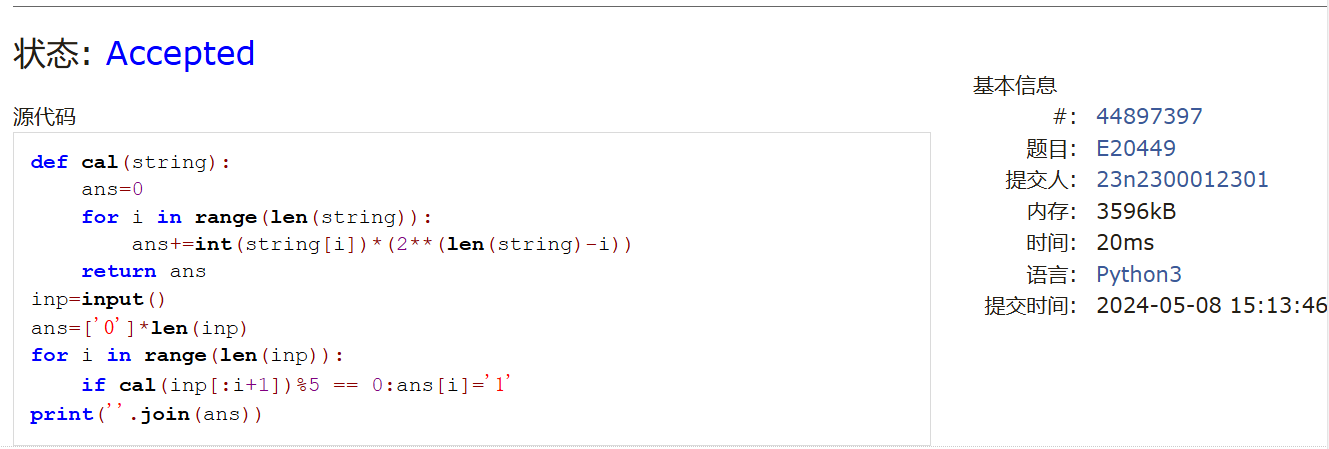 状态: Accepted
源代码
def cal(string):
    ans=0
    for i in range(len(string)):
        ans+=int(string[i])*(2**(len(string)-i))
    return ans
inp=input()
ans=['0']*len(inp)
for i in range(len(inp)):
    if cal(inp[:i+1])%5 == 0:ans[i]='1'
print(''.join(ans))
基本信息
#: 44897397
题目: E20449
提交人: 23n2300012301
内存: 3596kB
时间: 20ms
语言: Python3
提交时间: 2024-05-08 15:13:46